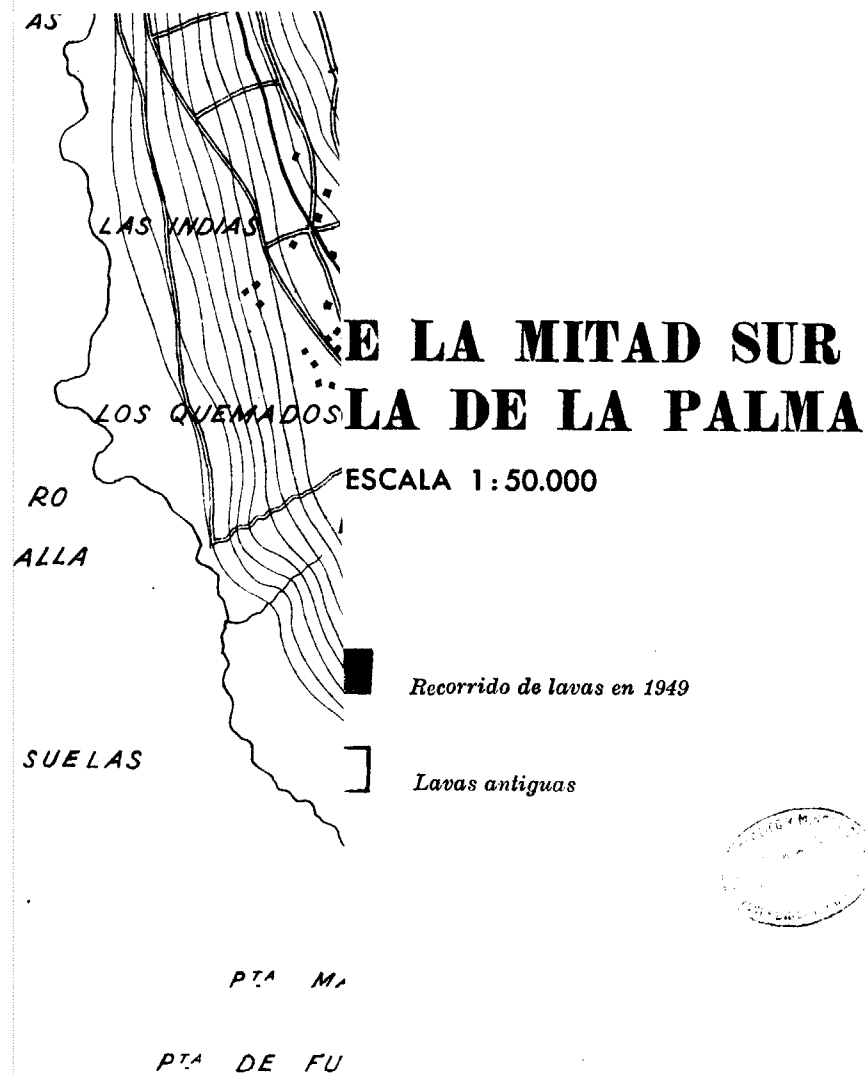 AS
LAS INDIAS
E LA MITAD SUR
LOS QUEMADOS
LA DE LA PALMA
ESCALA 1:50.000
RO
ALLA
Recorrido de lavas en 1949
SUELAS
Lavas antiguas
PTA MA
PTA DE FU